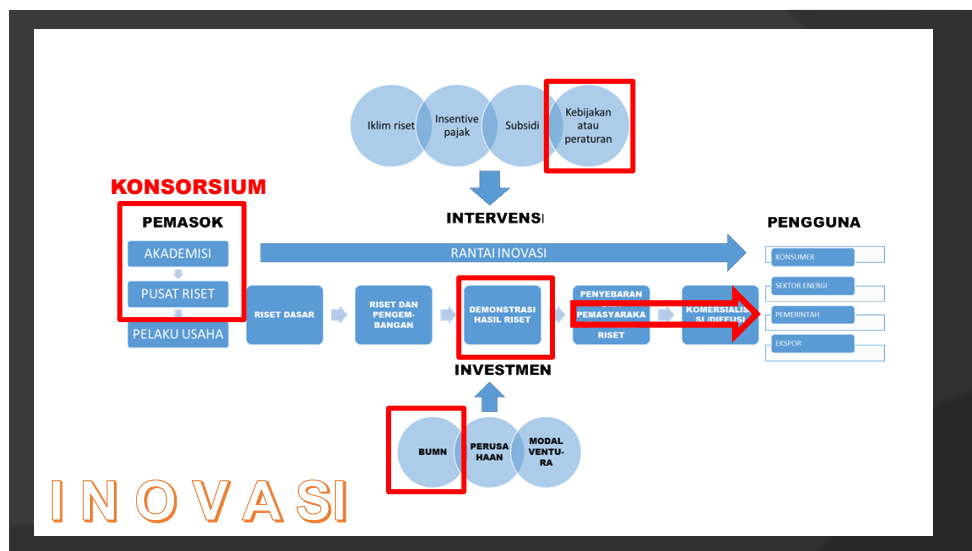 Iklim riset
Insentive
pajak
Subsidi
Kebijakan
atau
peraturan
KONSORSIUM
PEMASOK
INTERVENSI
PENGGUNA
AKADEMISI
RANTAI INOVASI
KONSUMER
PUSAT RISET
SEKTOR ENERGI
RISET DASAR
RISET DAN
PENGEM-
BANGAN
DEMONSTRASI
HASIL RISET
PENYEBARAN
PEMASYARAKA
RISET
KOMERSIALIS
SI /DIFFUSI
PEMERINTAH
PELAKU USAHA
EKSPOR
INVESTMEN
BUMN
PERUSA
HAAN
MODAL
VENTU-
RA
INOVASI